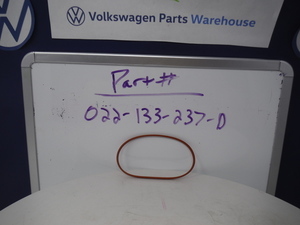 Volkswagen Parts Warehouse
Part #
022-133-237-D